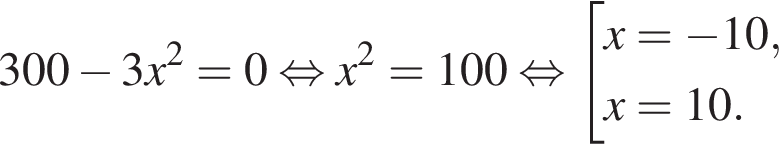 300 − 3x² = 0 ⇔ x² = 100 ⇔ [ x = −10,
x = 10.